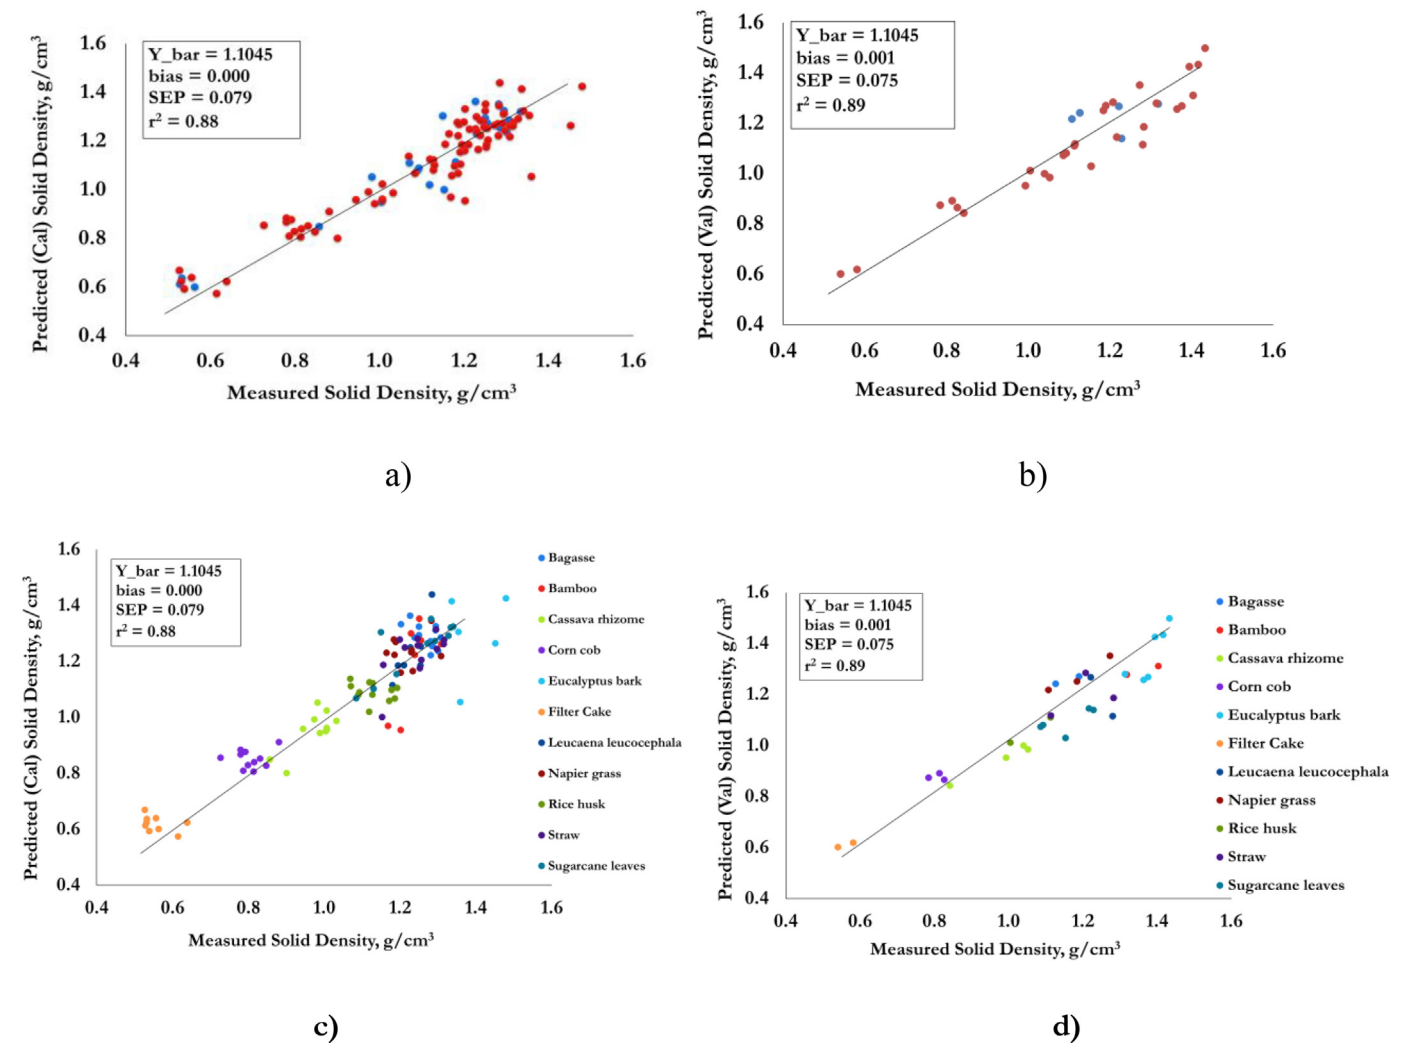 Y_bar = 1.1045
bias = 0.000
SEP = 0.079
r² = 0.88
Predicted (Cal) Solid Density, g/cm³
1.6
1.4
1.2
1.0
0.8
0.6
0.4
0.4 0.6 0.8 1.0 1.2 1.4 1.6
Measured Solid Density, g/cm³
a)
Y_bar = 1.1045
bias = 0.001
SEP = 0.075
r² = 0.89
Predicted (Val) Solid Density, g/cm³
1.6
1.4
1.2
1.0
0.8
0.6
0.4
0.4 0.6 0.8 1.0 1.2 1.4 1.6
Measured Solid Density, g/cm³
b)
Y_bar = 1.1045
bias = 0.000
SEP = 0.079
r² = 0.88
Predicted (Cal) Solid Density, g/cm³
1.6
1.4
1.2
1.0
0.8
0.6
0.4
0.4 0.6 0.8 1.0 1.2 1.4 1.6
Measured Solid Density, g/cm³
Bagasse
Bamboo
Cassava rhizome
Corn cob
Eucalyptus bark
Filter Cake
Leucaena leucocephala
Napier grass
Rice husk
Straw
Sugarcane leaves
c)
Y_bar = 1.1045
bias = 0.001
SEP = 0.075
r² = 0.89
Predicted (Val) Solid Density, g/cm³
1.6
1.4
1.2
1.0
0.8
0.6
0.4
0.4 0.6 0.8 1.0 1.2 1.4 1.6
Measured Solid Density, g/cm³
Bagasse
Bamboo
Cassava rhizome
Corn cob
Eucalyptus bark
Filter Cake
Leucaena leucocephala
Napier grass
Rice husk
Straw
Sugarcane leaves
d)